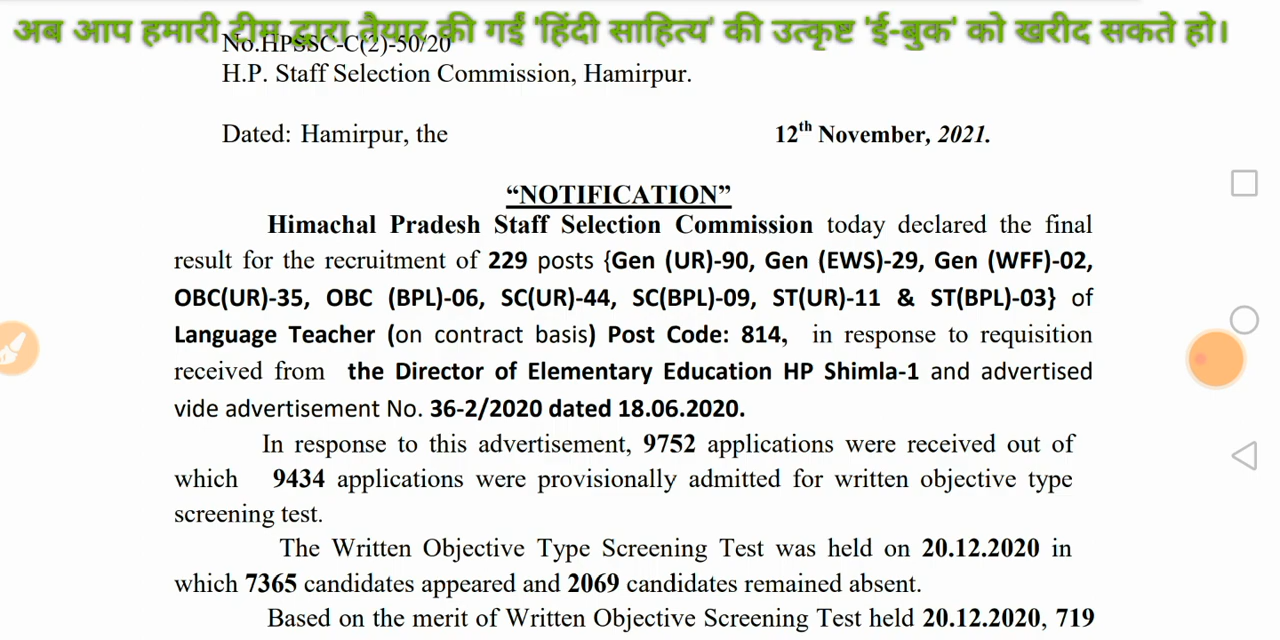 अब आप हमारी टीम द्वारा तैयार की गई 'हिंदी साहित्य' की उत्कृष्ट 'ई-बुक' को खरीद सकते हो।
No.HPSSC-C(2)-50/20
H.P. Staff Selection Commission, Hamirpur.
Dated: Hamirpur, the 12th November, 2021.
“NOTIFICATION”
Himachal Pradesh Staff Selection Commission today declared the final
result for the recruitment of 229 posts {Gen (UR)-90, Gen (EWS)-29, Gen (WFF)-02,
OBC(UR)-35, OBC (BPL)-06, SC(UR)-44, SC(BPL)-09, ST(UR)-11 & ST(BPL)-03} of
Language Teacher (on contract basis) Post Code: 814, in response to requisition
received from the Director of Elementary Education HP Shimla-1 and advertised
vide advertisement No. 36-2/2020 dated 18.06.2020.
In response to this advertisement, 9752 applications were received out of
which 9434 applications were provisionally admitted for written objective type
screening test.
The Written Objective Type Screening Test was held on 20.12.2020 in
which 7365 candidates appeared and 2069 candidates remained absent.
Based on the merit of Written Objective Screening Test held 20.12.2020, 719